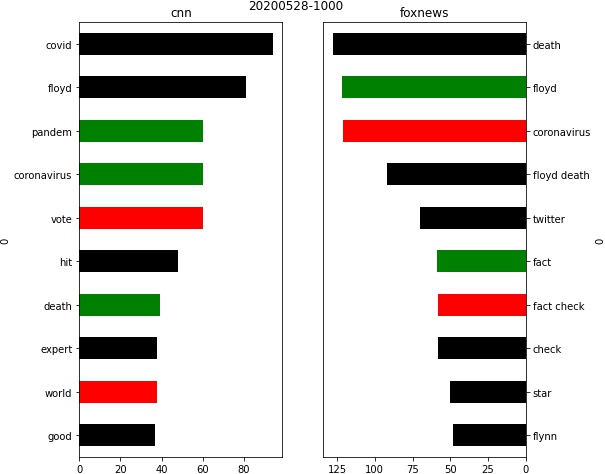 20200528-1000
cnn
foxnews
covid
floyd
pandem
coronavirus
vote
hit
death
expert
world
good
0
0 20 40 60 80
death
floyd
coronavirus
floyd death
twitter
fact
fact check
check
star
flynn
0
125 100 75 50 25 0